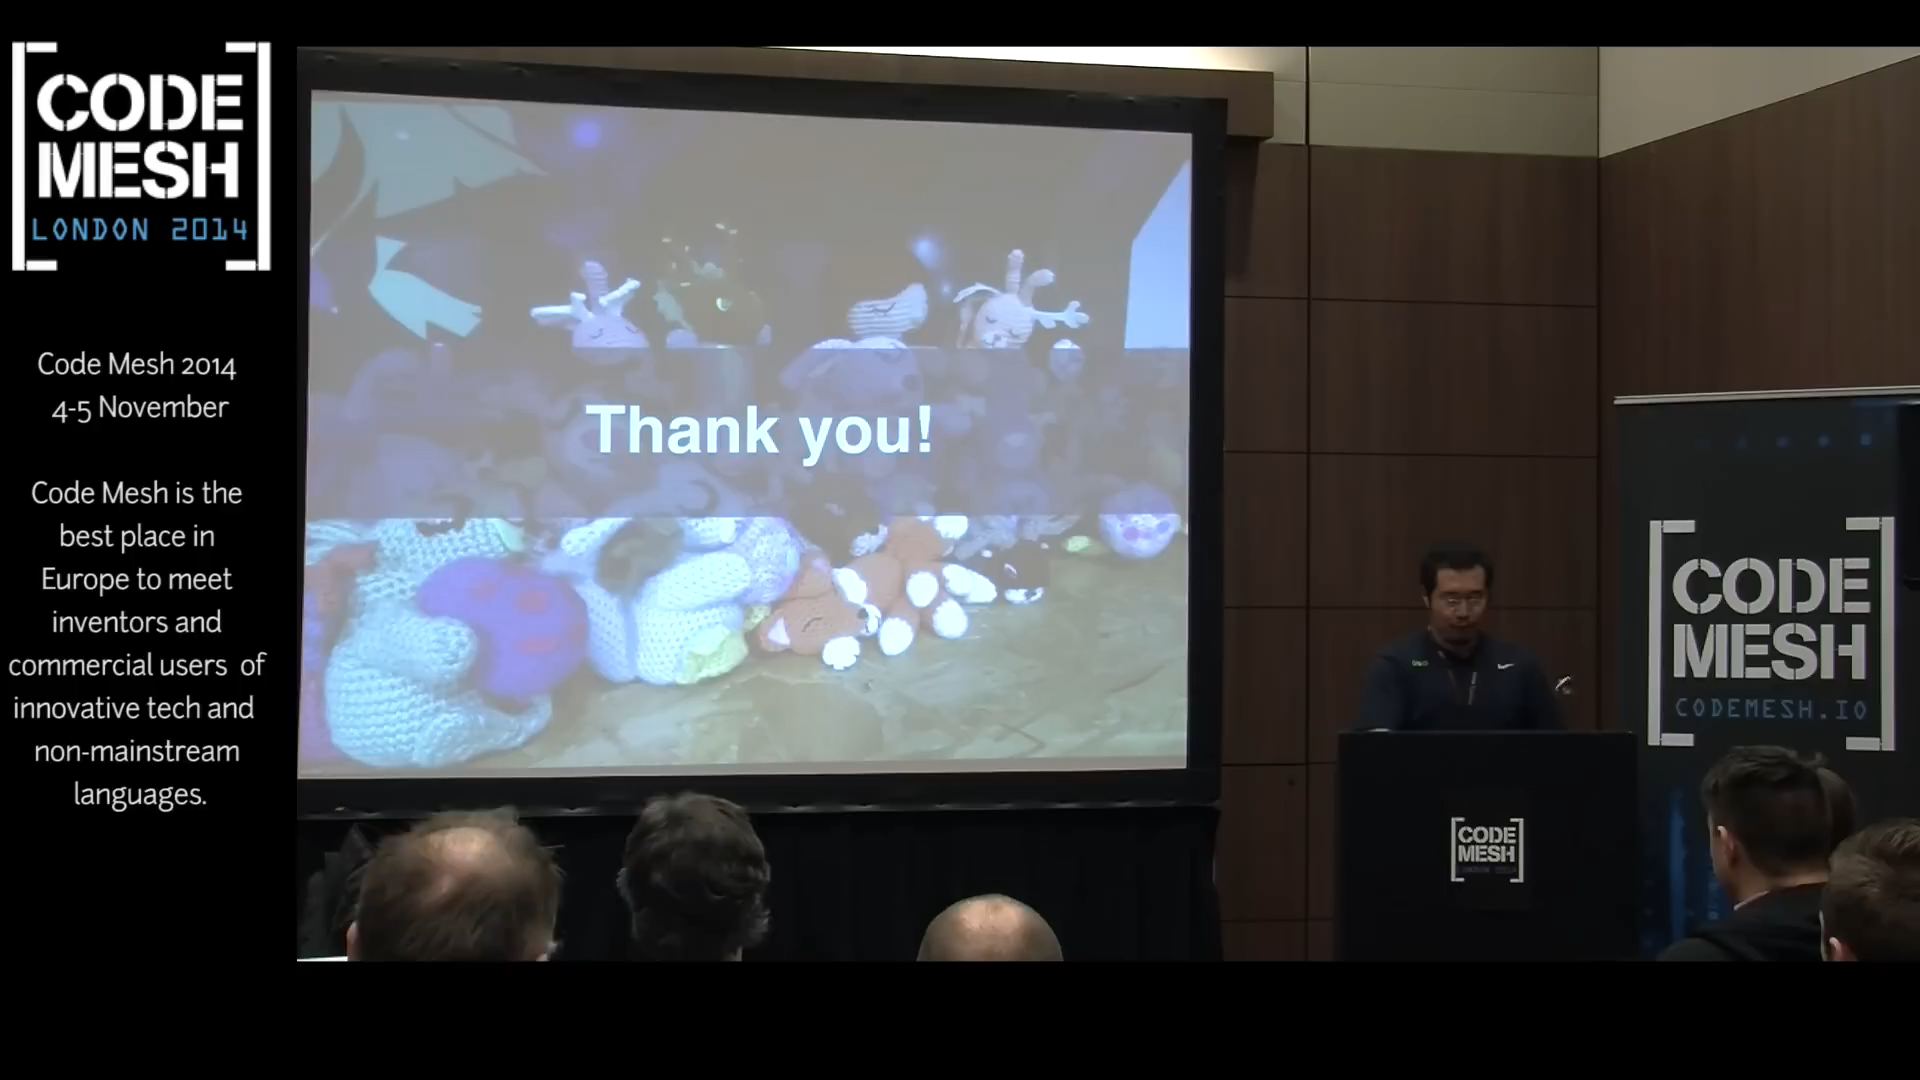 CODE
MESH
LONDON 2014
Code Mesh 2014
4-5 November
Code Mesh is the
best place in
Europe to meet
inventors and
commercial users of
innovative tech and
non-mainstream
languages.
Thank you!
CODE
MESH
CODEMESH.IO
CODE
MESH
LONDON 2014